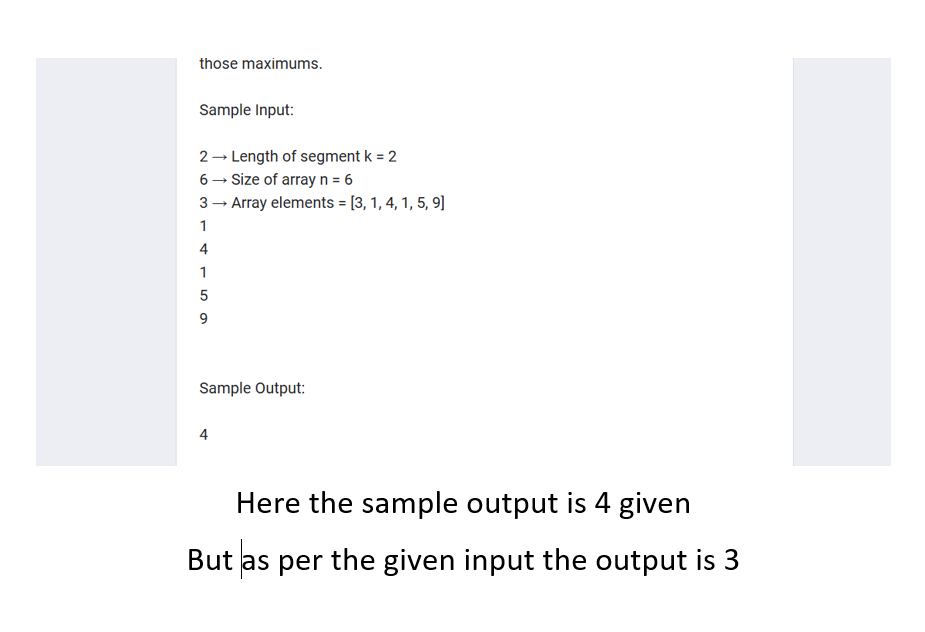 those maximums.
Sample Input:
2 → Length of segment k = 2
6 → Size of array n = 6
3 → Array elements = [3, 1, 4, 1, 5, 9]
1
4
1
5
9
Sample Output:
4
Here the sample output is 4 given
But as per the given input the output is 3